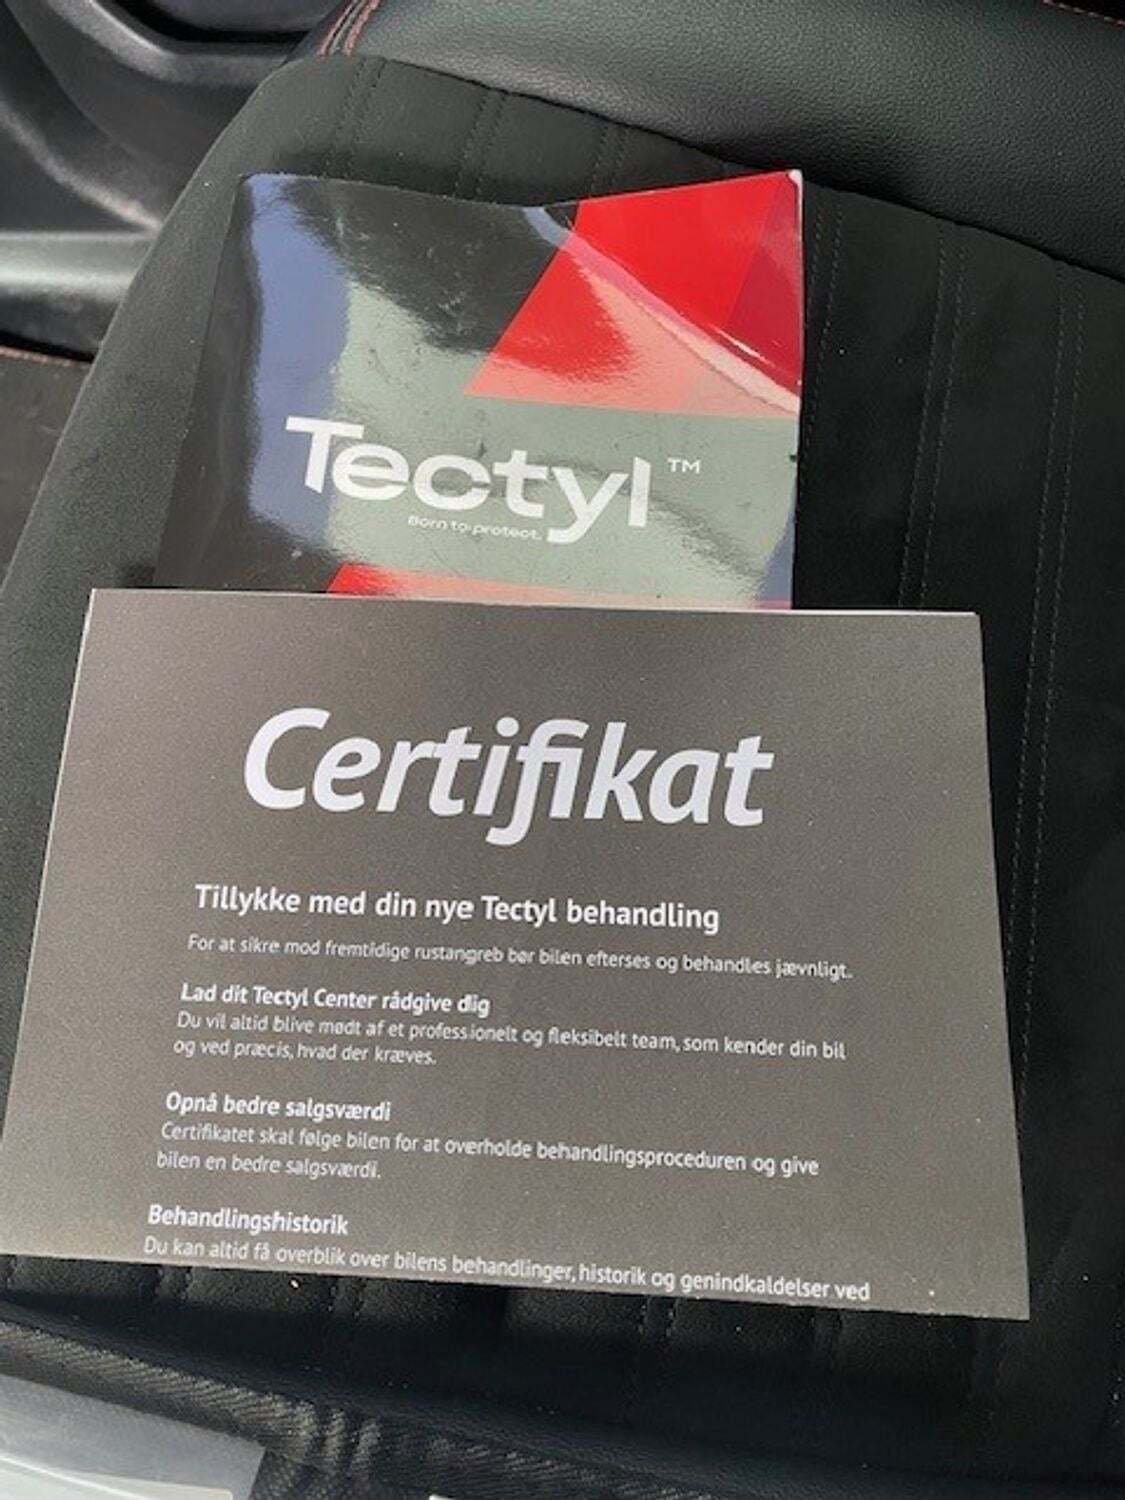 Tectyl™
Born to protect.
Certifikat
Tillykke med din nye Tectyl behandling
For at sikre mod fremtidige rustangreb bør bilen efterses og behandles jævnligt.
Lad dit Tectyl Center rådgive dig
Du vil altid blive mødt af et professionelt og fleksibelt team, som kender din bil
og ved præcis, hvad der kræves.
Opnå bedre salgsværdi
Certifikatet skal følge bilen for at overholde behandlingsproceduren og give
bilen en bedre salgsværdi.
Behandlingshistorik
Du kan altid få overblik over bilens behandlinger, historik og genindkaldelser ved